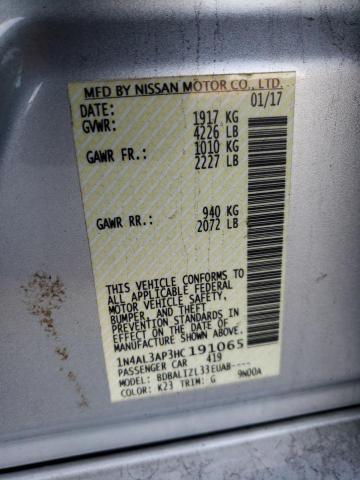 MFD BY NISSAN MOTOR CO., LTD.
DATE: 01/17
GVWR: 1917 KG
4226 LB
GAWR FR.: 1010 KG
2227 LB
GAWR RR.: 940 KG
2072 LB
THIS VEHICLE CONFORMS TO
ALL APPLICABLE FEDERAL
MOTOR VEHICLE SAFETY,
BUMPER, AND THEFT
PREVENTION STANDARDS IN
EFFECT ON THE DATE OF
MANUFACTURE SHOWN ABOVE.
1N4AL3AP3HC191065
PASSENGER CAR 419
MODEL: BDBALIZL33EUAB----
COLOR: K23 TRIM: G 9N00A